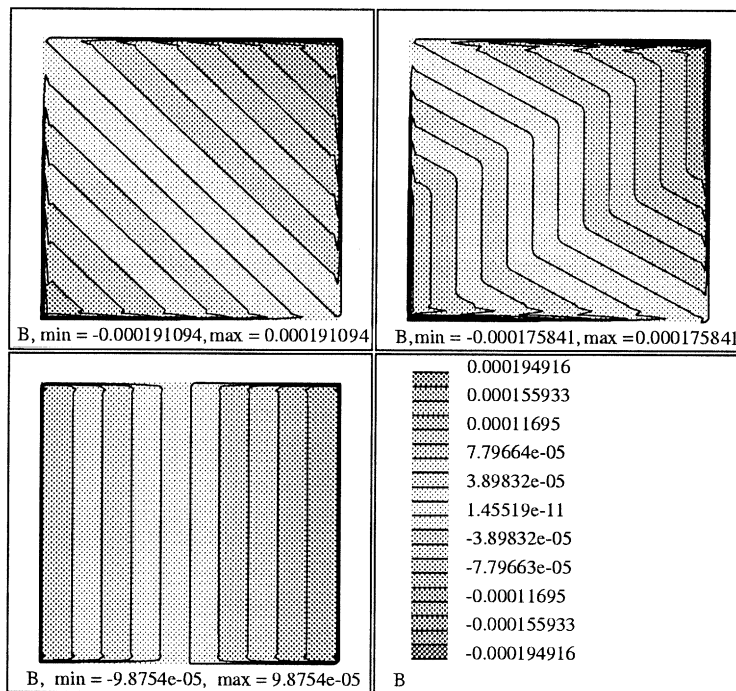 B, min = -0.000191094, max = 0.000191094
B, min = -0.000175841, max = 0.000175841
B, min = -9.8754e-05, max = 9.8754e-05
0.000194916
0.000155933
0.00011695
7.79664e-05
3.89832e-05
1.45519e-11
-3.89832e-05
-7.79663e-05
-0.00011695
-0.000155933
-0.000194916
B